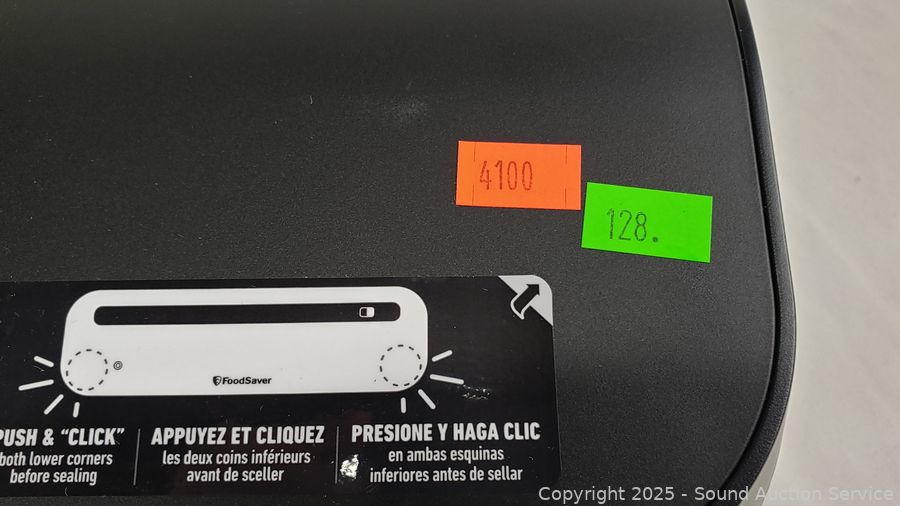 4100
128.
FoodSaver
PUSH & “CLICK”
both lower corners
before sealing
APPUYEZ ET CLIQUEZ
les deux coins inférieurs
avant de sceller
PRESIONE Y HAGA CLIC
en ambas esquinas
inferiores antes de sellar
Copyright 2025 - Sound Auction Service